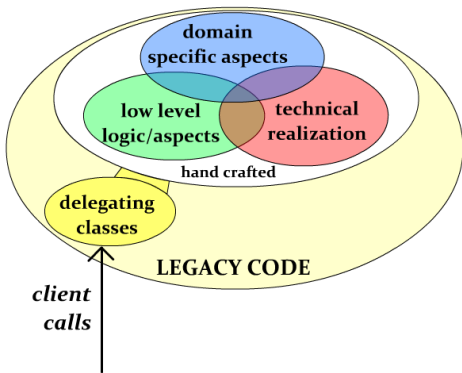 domain
specific aspects
low level
logic/aspects
technical
realization
hand crafted
delegating
classes
LEGACY CODE
client
calls